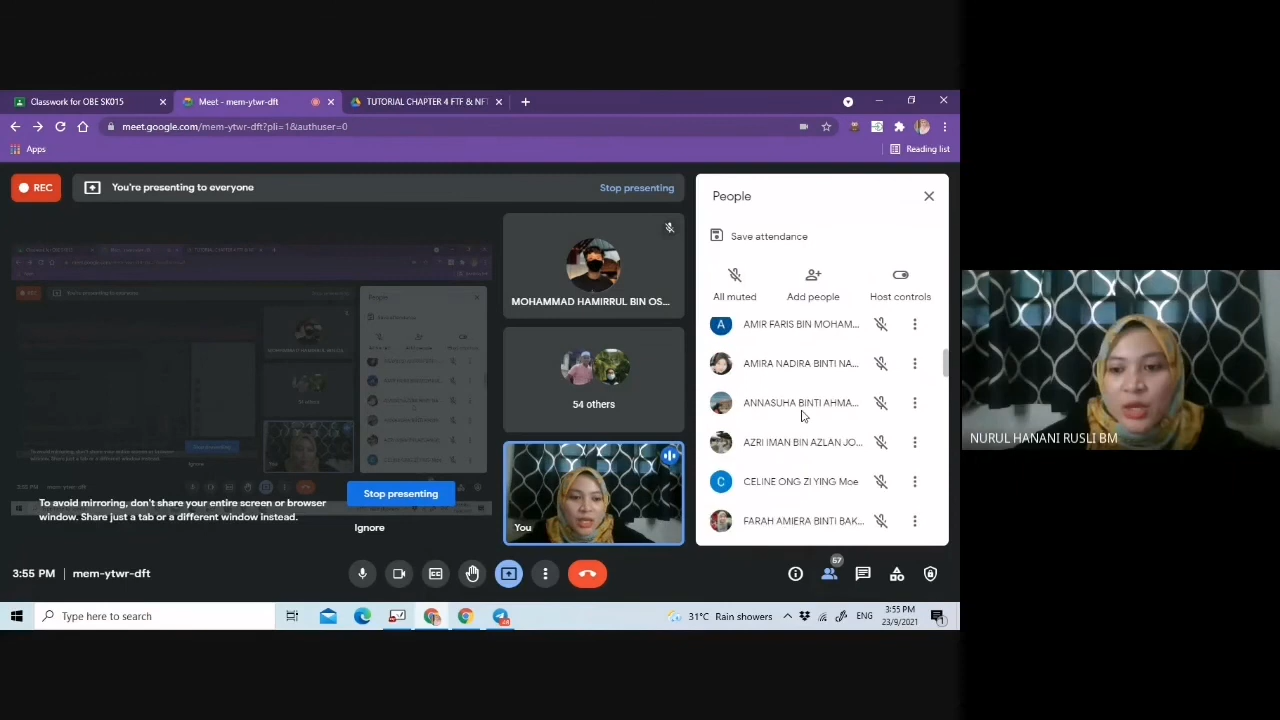 Classwork for OBE SK015
Meet - mem-ytwr-dft
TUTORIAL CHAPTER 4 FTF & NF
meet.google.com/mem-ytwr-dft?pli=1&authuser=0
Apps
Reading list
REC
You're presenting to everyone
Stop presenting
MOHAMMAD HAMIRRUL BIN OS...
54 others
You
To avoid mirroring, don't share your entire screen or browser
window. Share just a tab or a different window instead.
Stop presenting
Ignore
People
Save attendance
All muted
Add people
Host controls
A
AMIR FARIS BIN MOHAM...
AMIRA NADIRA BINTI NA...
ANNASUHA BINTI AHMA...
AZRI IMAN BIN AZLAN JO...
C
CELINE ONG ZI YING Moe
FARAH AMIERA BINTI BAK...
NURUL HANANI RUSLI BM
3:55 PM | mem-ytwr-dft
57
Type here to search
31°C Rain showers
ENG
3:55 PM
23/9/2021